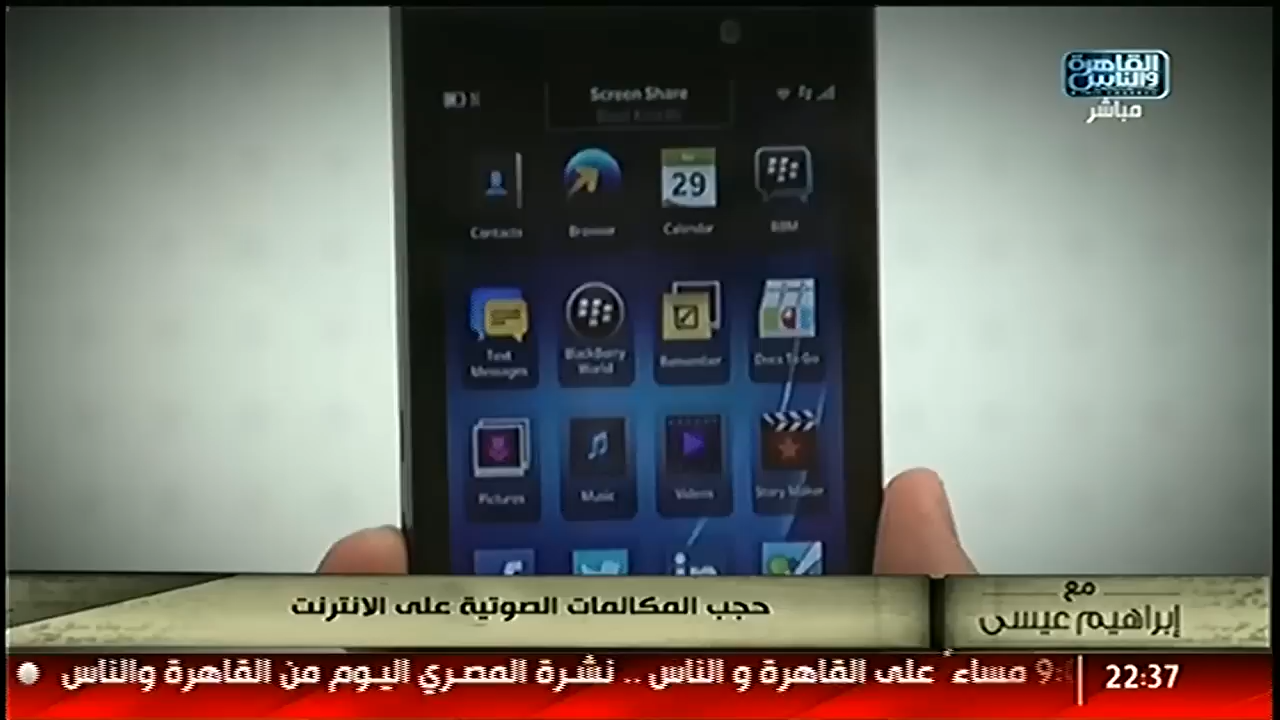 القاهرة
والناس
مباشر
Screen Share
29
Contacts
Browser
Calendar
BBM
Text
Messages
BlackBerry
World
Remember
Docs To Go
Pictures
Music
Videos
Story Maker
مع
إبراهيم عيسى
حجب المكالمات الصوتية على الانترنت
مساءً على القاهرة و الناس .. نشرة المصري اليوم من القاهرة والناس
22:37